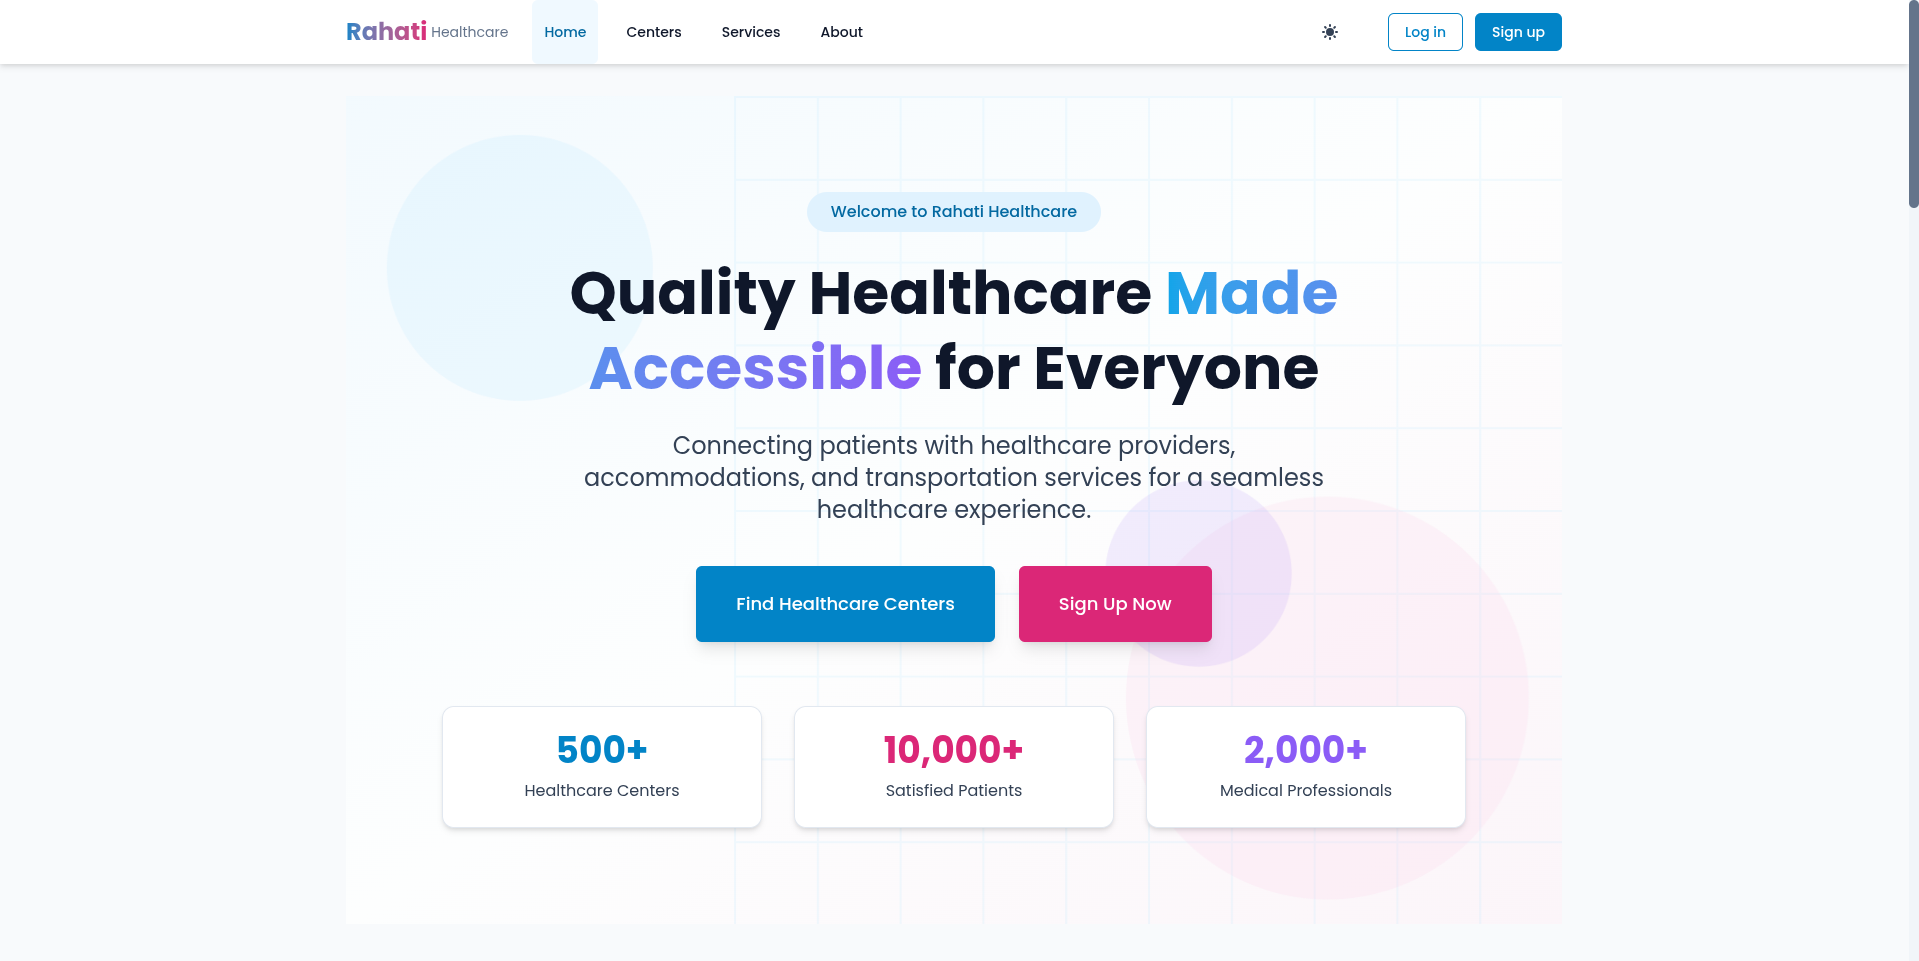 Rahati Healthcare
Home
Centers
Services
About
Log in
Sign up
Welcome to Rahati Healthcare
Quality Healthcare Made
Accessible for Everyone
Connecting patients with healthcare providers,
accommodations, and transportation services for a seamless
healthcare experience.
Find Healthcare Centers
Sign Up Now
500+
Healthcare Centers
10,000+
Satisfied Patients
2,000+
Medical Professionals